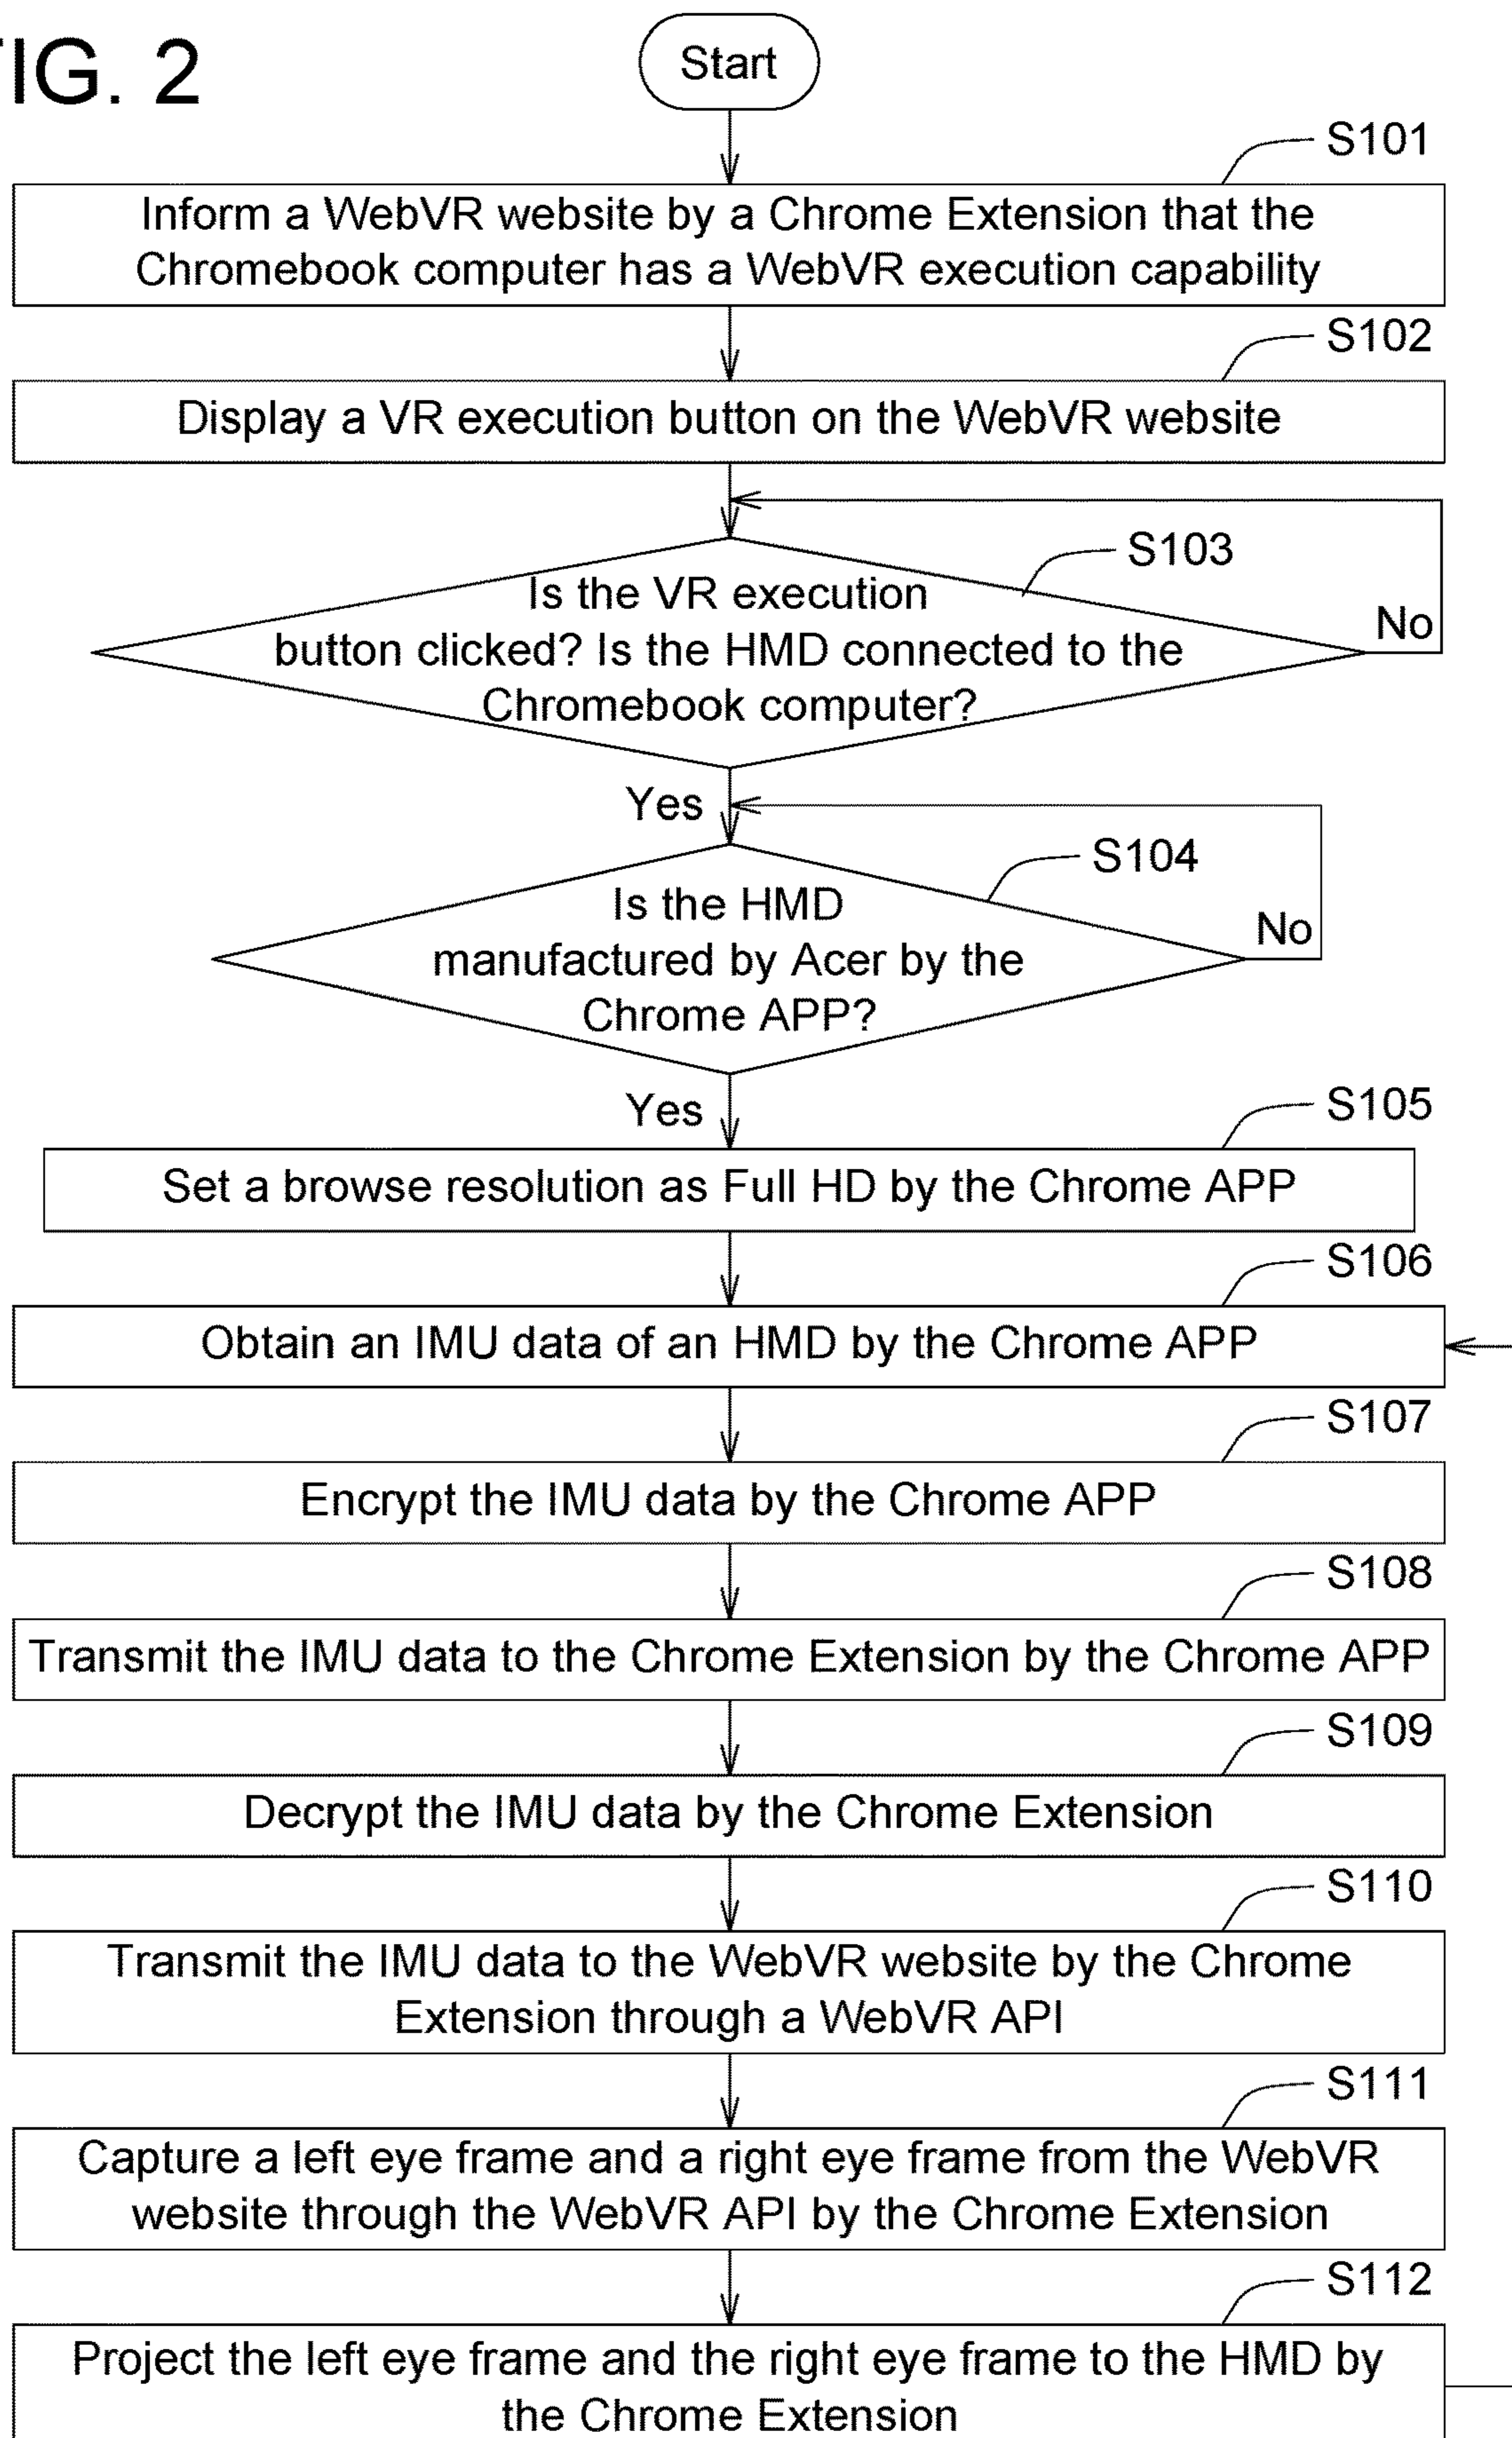 FIG. 2
Start
S101
Inform a WebVR website by a Chrome Extension that the
Chromebook computer has a WebVR execution capability
S102
Display a VR execution button on the WebVR website
S103
Is the VR execution
button clicked? Is the HMD connected to the
Chromebook computer?
No
Yes
S104
Is the HMD
manufactured by Acer by the
Chrome APP?
No
Yes
S105
Set a browse resolution as Full HD by the Chrome APP
S106
Obtain an IMU data of an HMD by the Chrome APP
S107
Encrypt the IMU data by the Chrome APP
S108
Transmit the IMU data to the Chrome Extension by the Chrome APP
S109
Decrypt the IMU data by the Chrome Extension
S110
Transmit the IMU data to the WebVR website by the Chrome
Extension through a WebVR API
S111
Capture a left eye frame and a right eye frame from the WebVR
website through the WebVR API by the Chrome Extension
S112
Project the left eye frame and the right eye frame to the HMD by
the Chrome Extension